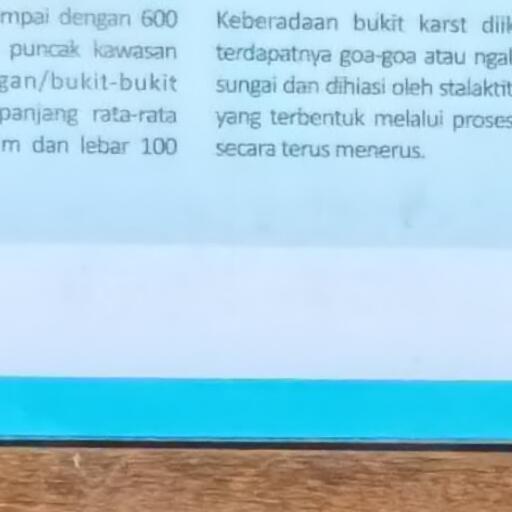 mpai dengan 600
puncak kawasan
gan/bukit-bukit
panjang rata-rata
m dan lebar 100
Keberadaan bukit karst diik
terdapatnya goa-goa atau ngal
sungai dan dihiasi oleh stalaktit
yang terbentuk melalui proses
secara terus menerus.